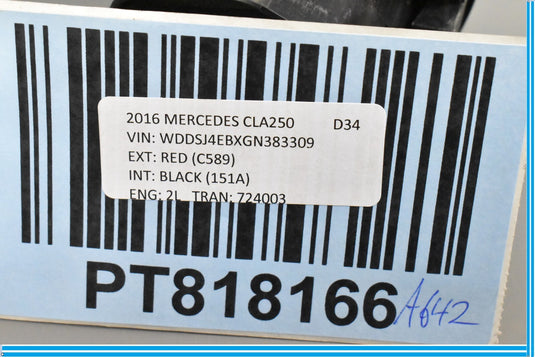 2016 MERCEDES CLA250 D34
VIN: WDDSJ4EBXGN383309
EXT: RED (C589)
INT: BLACK (151A)
ENG: 2L TRAN: 724003
PT818166 A642